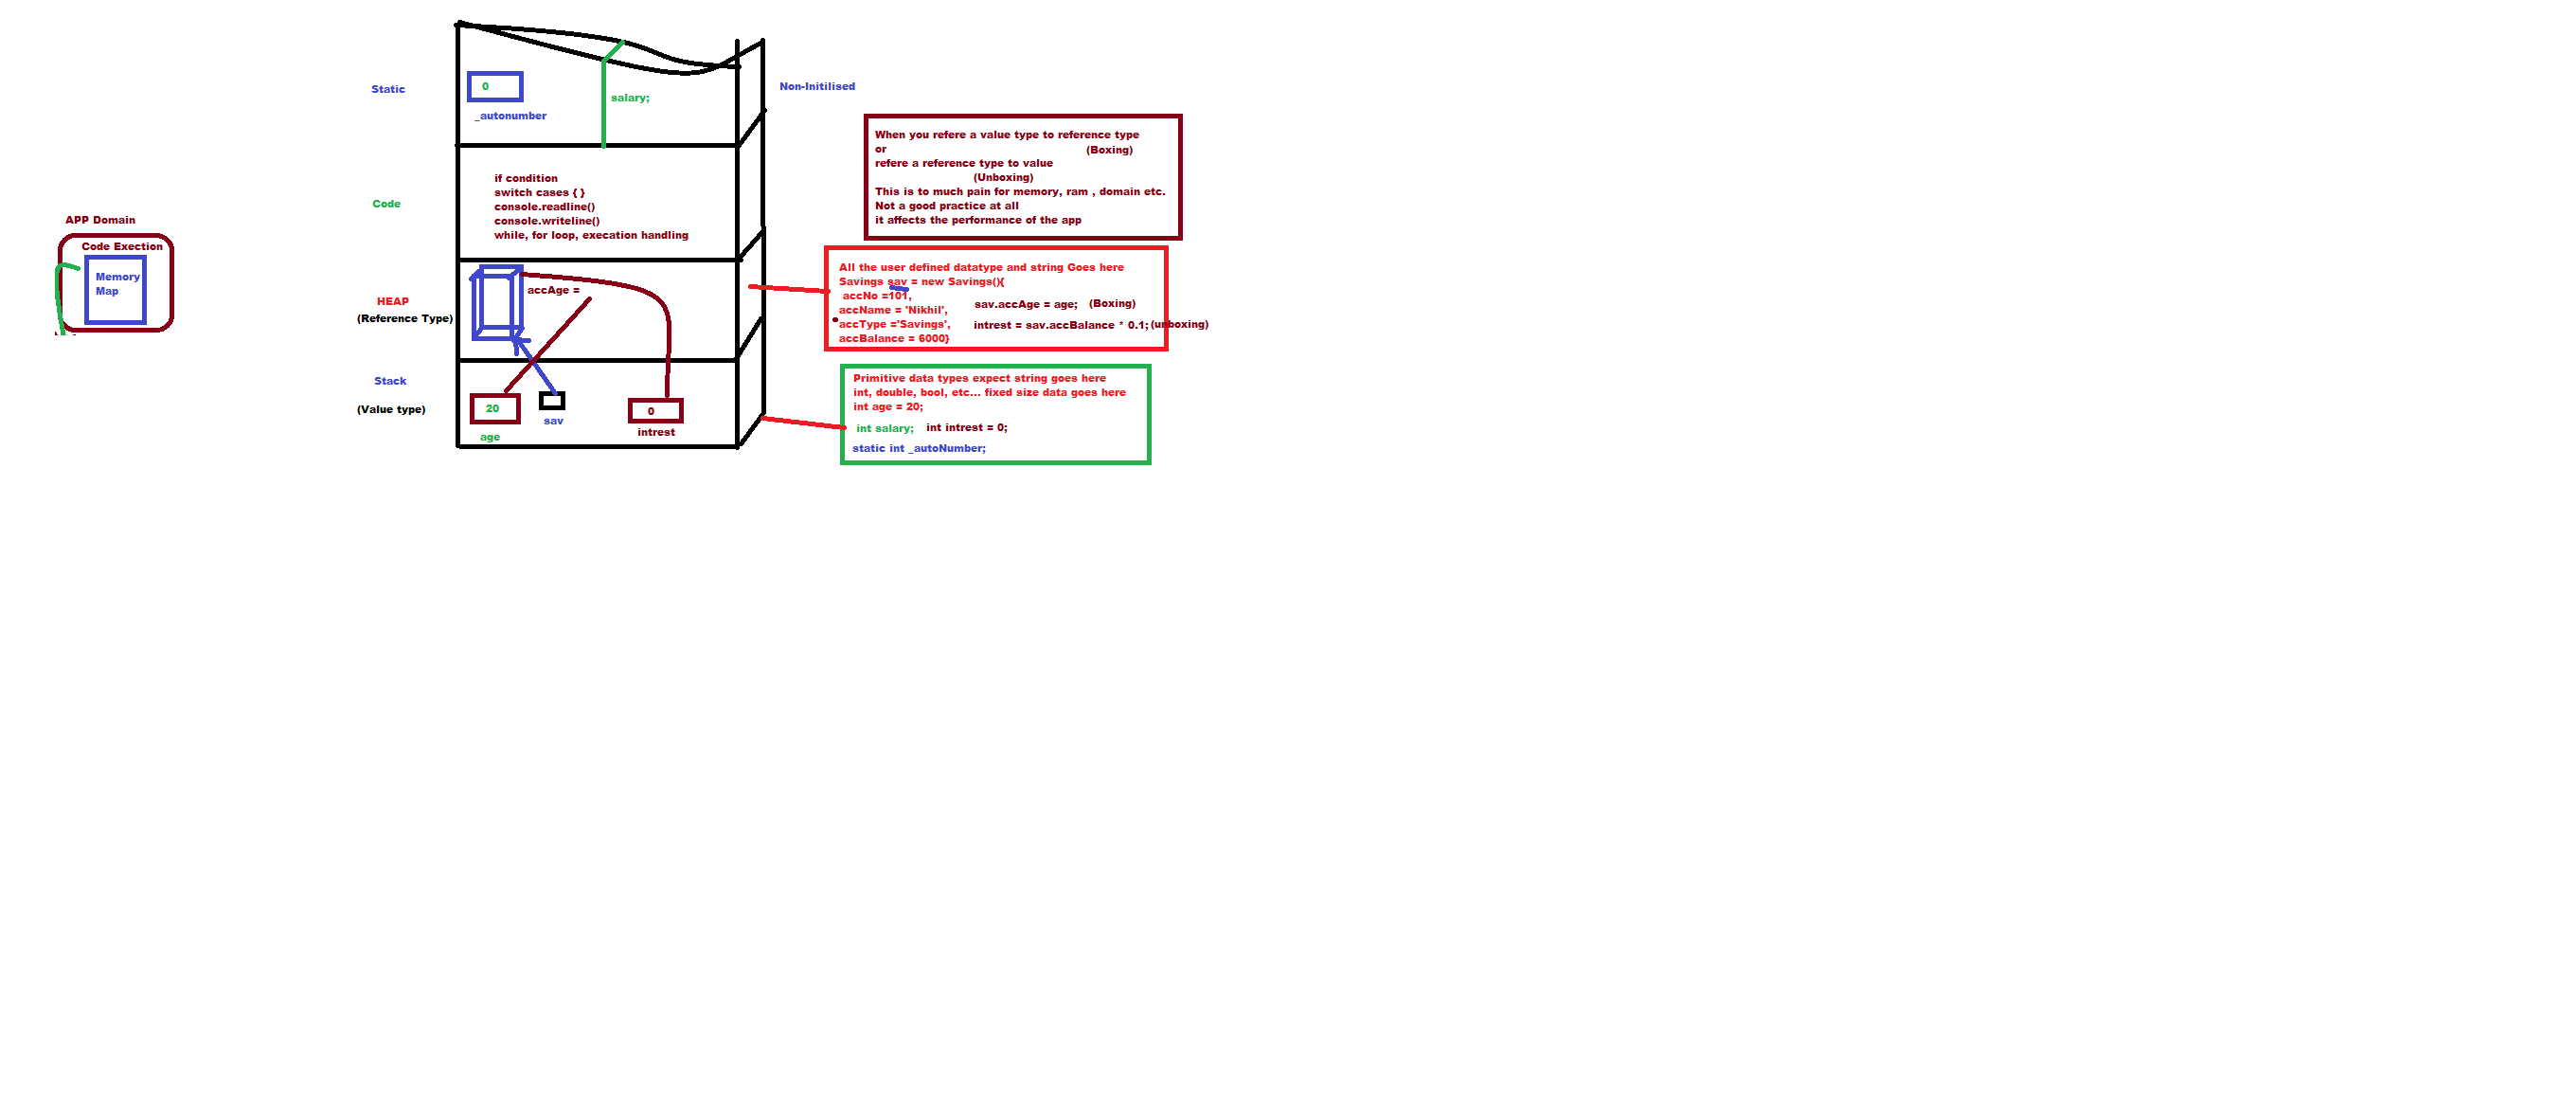 APP Domain
Code Exection
Memory
Map
Static
0
_autonumber
salary;
Non-Initilised
Code
if condition
switch cases { }
console.readline()
console.writeline()
while, for loop, execation handling
HEAP
(Reference Type)
accAge =
Stack
(Value type)
20
age
sav
0
intrest
When you refere a value type to reference type
or (Boxing)
refere a reference type to value
(Unboxing)
This is to much pain for memory, ram , domain etc.
Not a good practice at all
it affects the performance of the app
All the user defined datatype and string Goes here
Savings sav = new Savings(){
accNo =101,
accName = 'Nikhil',
accType ='Savings',
accBalance = 6000}
sav.accAge = age; (Boxing)
intrest = sav.accBalance * 0.1; (unboxing)
Primitive data types expect string goes here
int, double, bool, etc... fixed size data goes here
int age = 20;
int salary; int intrest = 0;
static int _autoNumber;